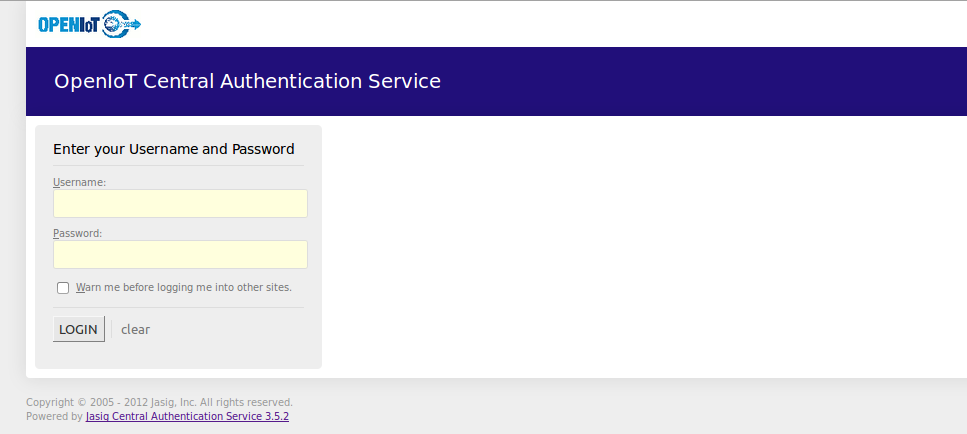 OPENIoT
OpenIoT Central Authentication Service
Enter your Username and Password
Username:
Password:
Warn me before logging me into other sites.
LOGIN clear
Copyright © 2005 - 2012 Jasig, Inc. All rights reserved.
Powered by Jasig Central Authentication Service 3.5.2